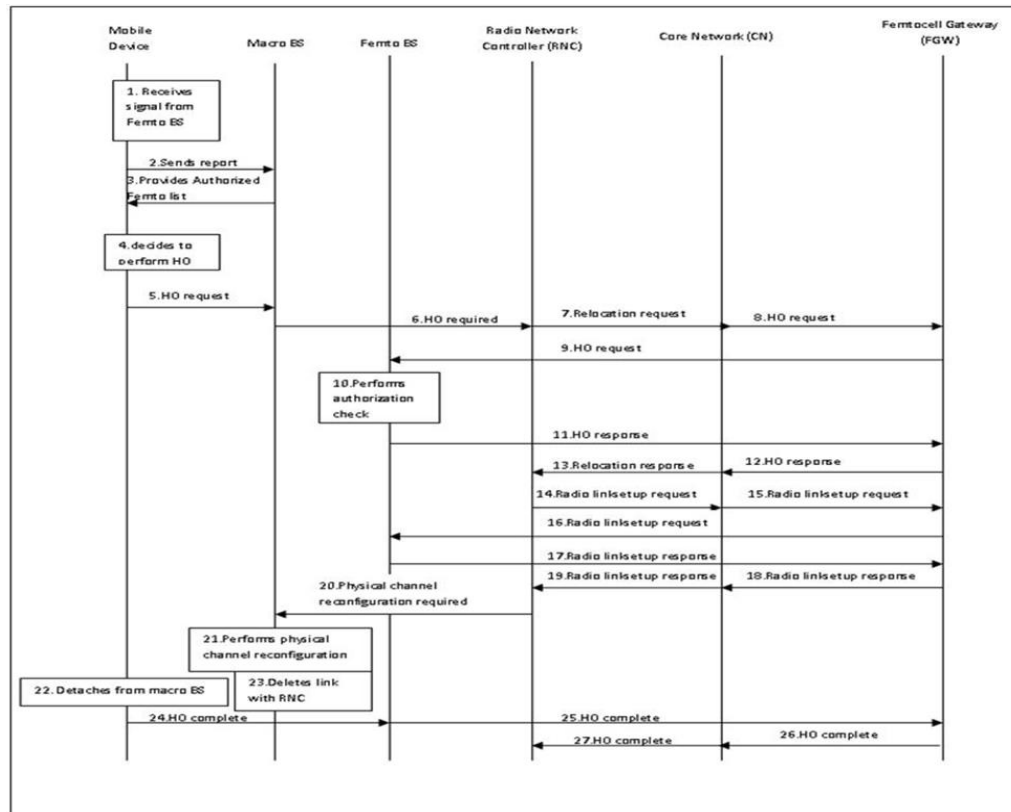 Mobile
Device
Macro BS
Femto BS
Radio Network
Controller (RNC)
Core Network (CN)
Femtocell Gateway
(FGW)
1. Receives
signal from
Femto BS
2.Sends report
3.Provides Authorized
Femto list
4.decides to
perform HO
5.HO request
6.HO required
7.Relocation request
8.HO request
9.HO request
10.Performs
authorization
check
11.HO response
12.HO response
13.Relocation response
14.Radio linksetup request
15.Radio linksetup request
16.Radio linksetup request
17.Radio linksetup response
18.Radio linksetup response
19.Radio linksetup response
20.Physical channel
reconfiguration required
21.Performs physical
channel reconfiguration
22. Detaches from macro BS
23.Deletes link
with RNC
24.HO complete
25.HO complete
26.HO complete
27.HO complete